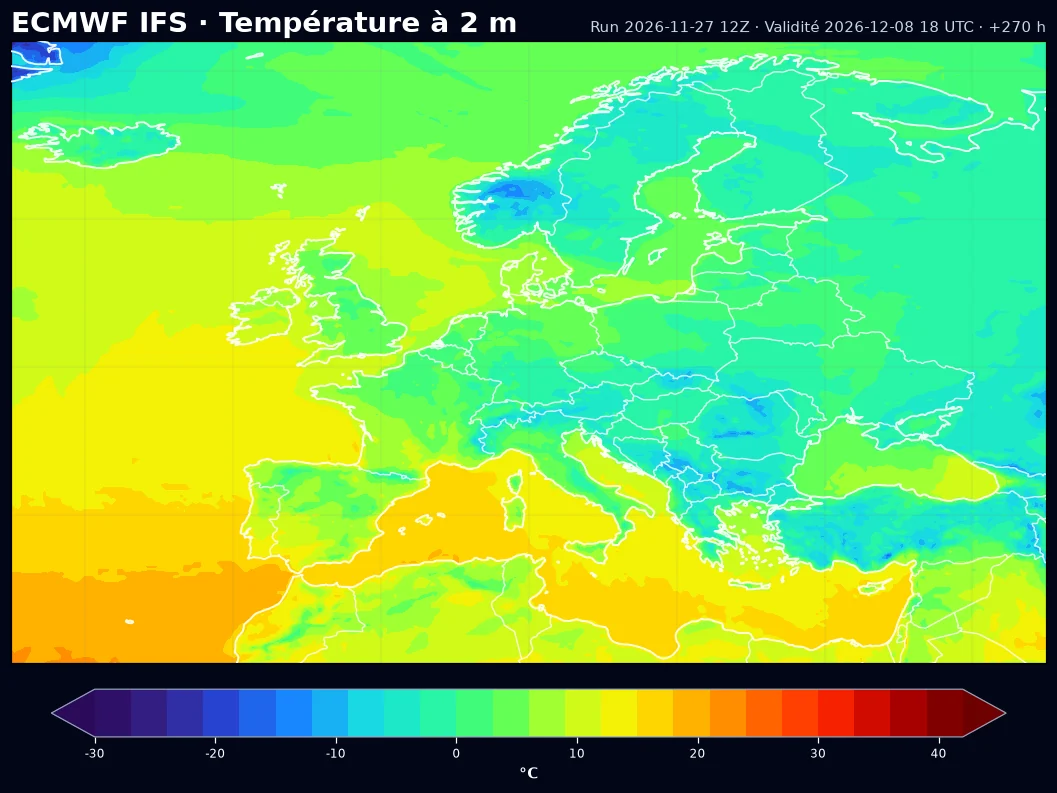 ECMWF IFS · Température à 2 m
Run 2026-11-27 12Z · Validité 2026-12-08 18 UTC · +270 h
-30 -20 -10 0 10 20 30 40
°C